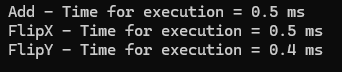 Add - Time for execution = 0.5 ms
FlipX - Time for execution = 0.5 ms
FlipY - Time for execution = 0.4 ms